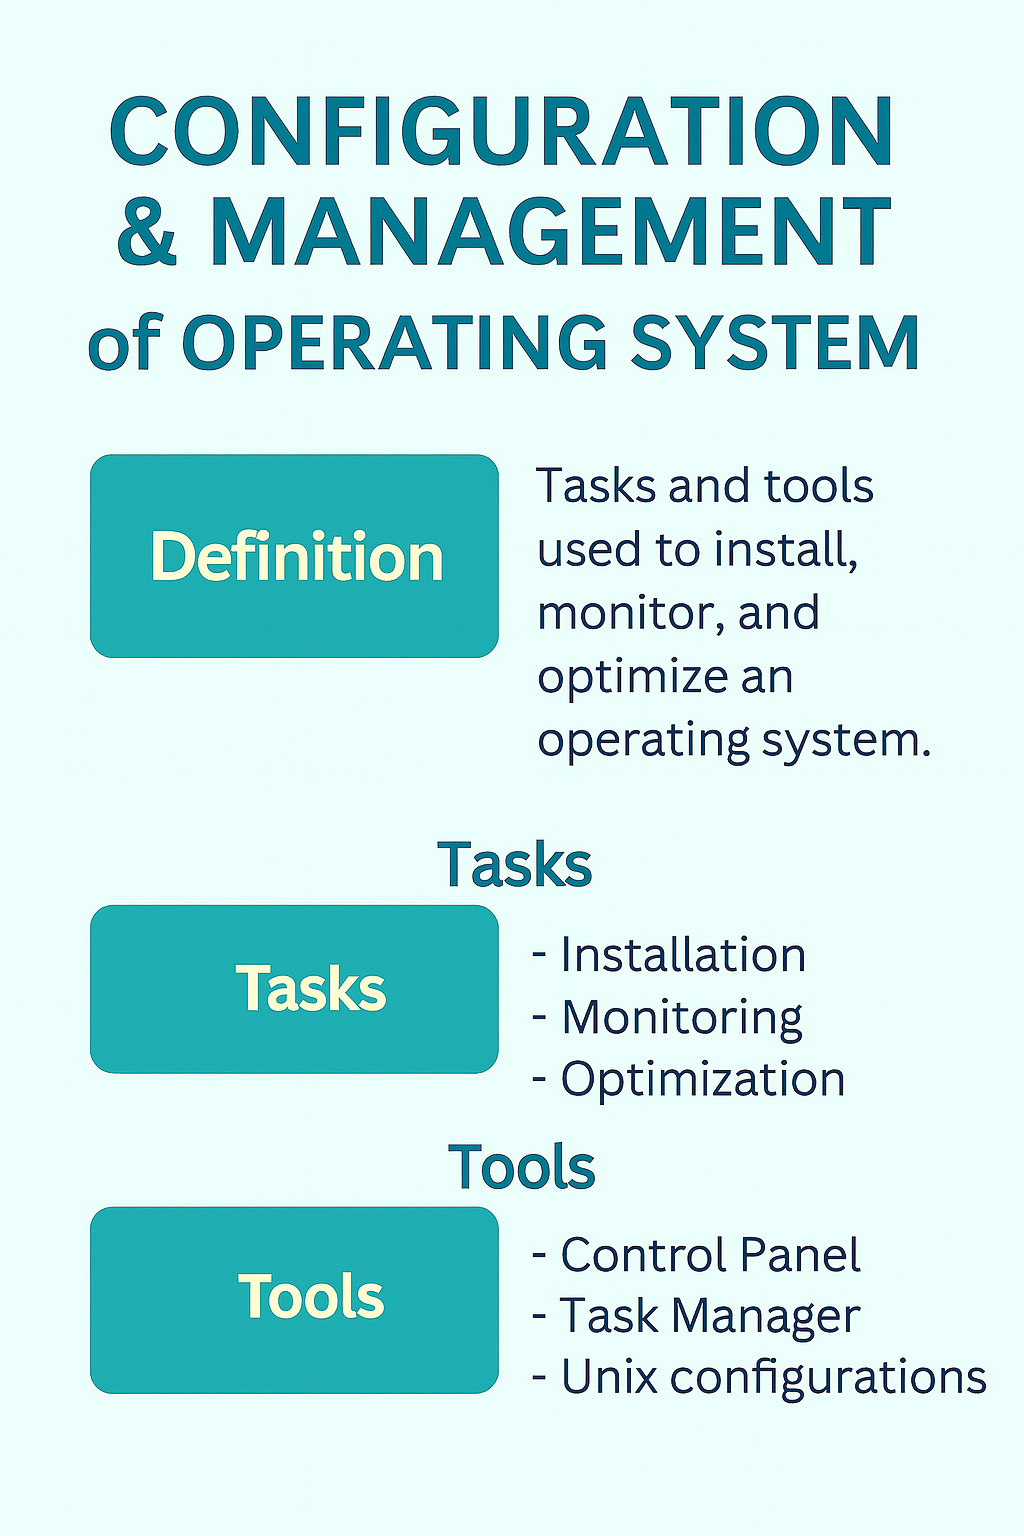 CONFIGURATION
& MANAGEMENT
of OPERATING SYSTEM
Definition
Tasks and tools
used to install,
monitor, and
optimize an
operating system.
Tasks
Tasks
- Installation
- Monitoring
- Optimization
Tools
Tools
- Control Panel
- Task Manager
- Unix configurations